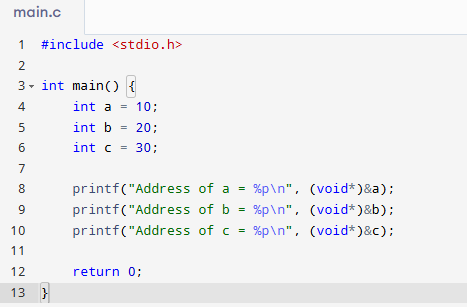 main.c
1 #include <stdio.h>
2
3 int main() {
4     int a = 10;
5     int b = 20;
6     int c = 30;
7
8     printf("Address of a = %p\n", (void*)&a);
9     printf("Address of b = %p\n", (void*)&b);
10     printf("Address of c = %p\n", (void*)&c);
11
12     return 0;
13 }